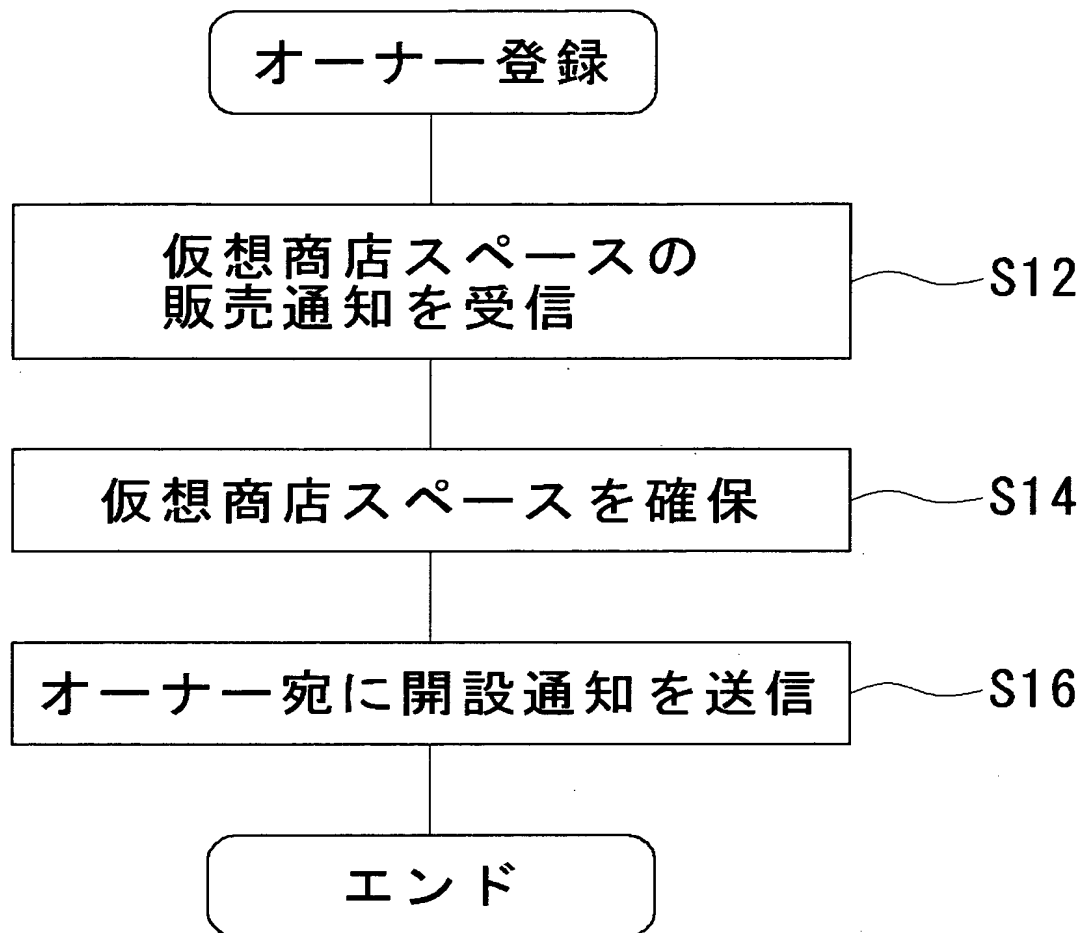 オーナー登録
仮想商店スペースの
販売通知を受信
S12
仮想商店スペースを確保
S14
オーナー宛に開設通知を送信
S16
エンド